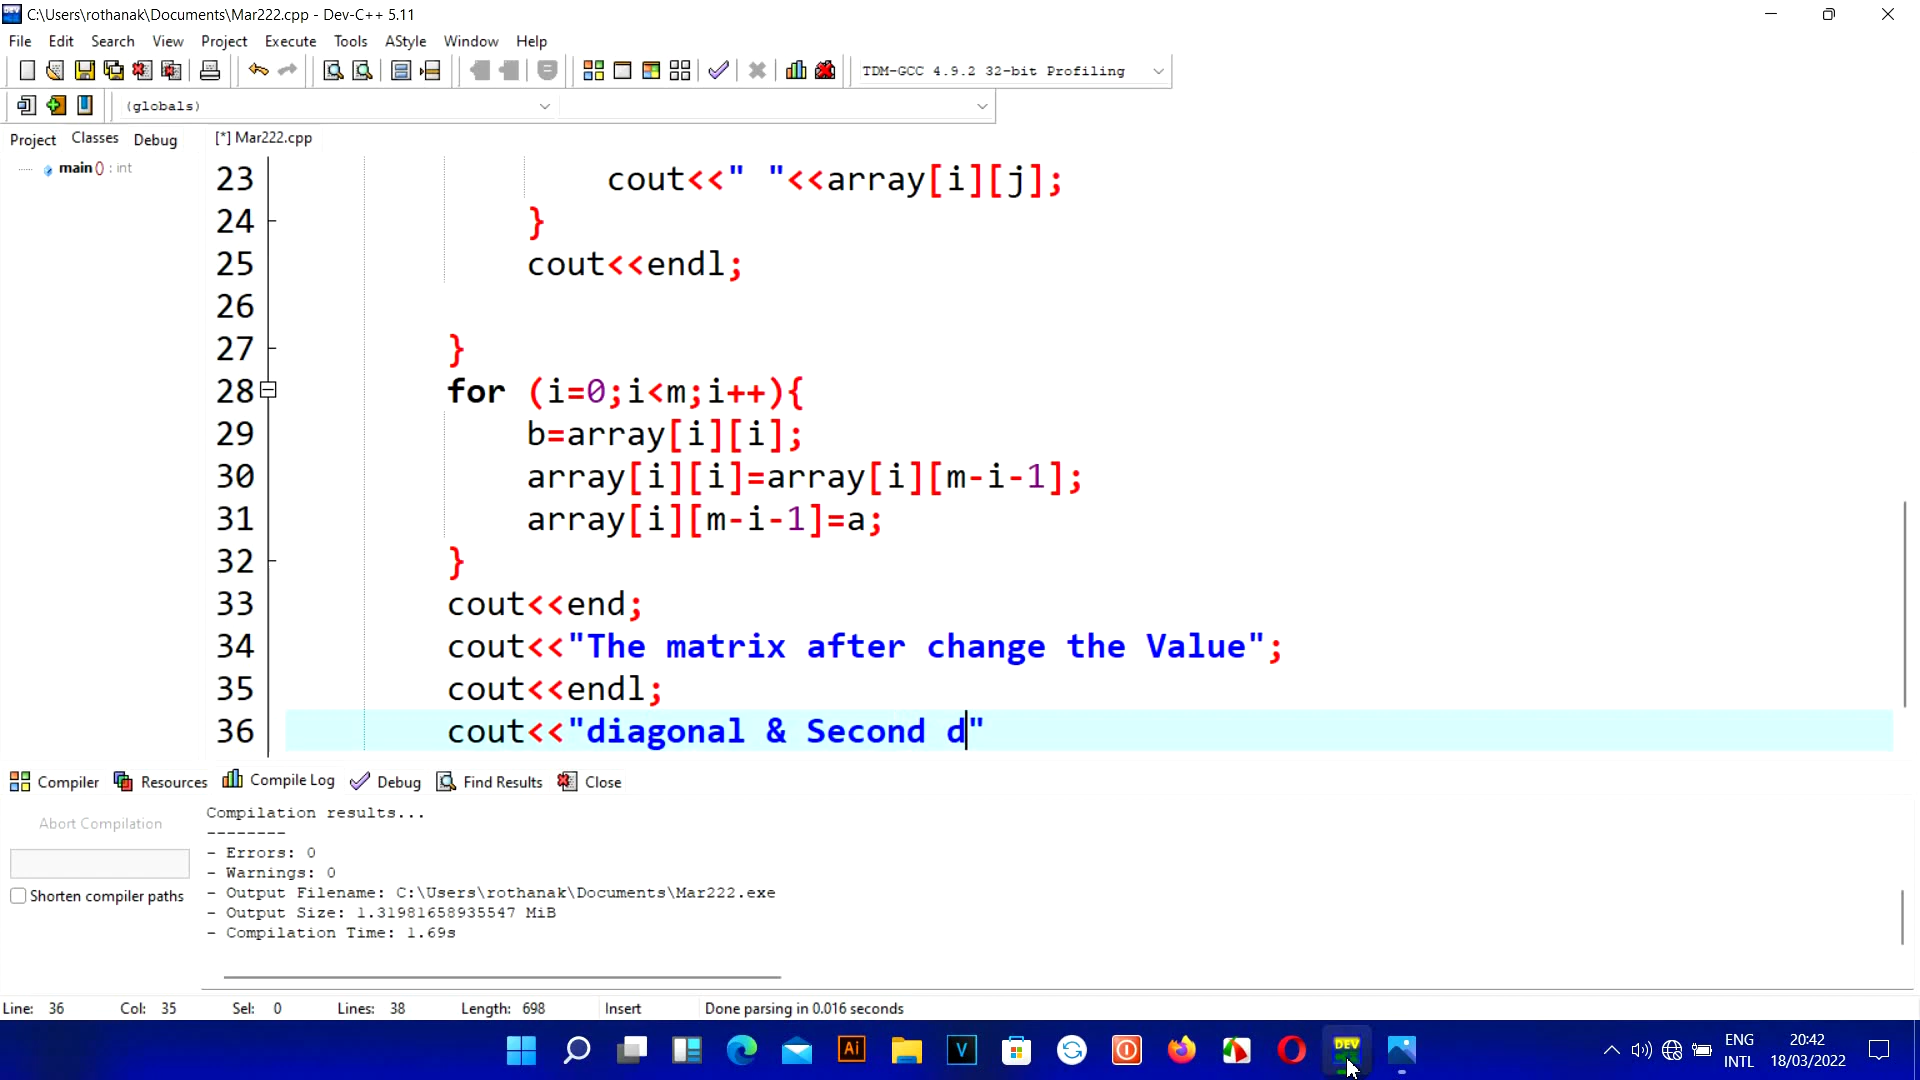 C:\Users\rothanak\Documents\Mar222.cpp - Dev-C++ 5.11
File Edit Search View Project Execute Tools AStyle Window Help
TDM-GCC 4.9.2 32-bit Profiling
(globals)
Project Classes Debug [*] Mar222.cpp
main () : int
23 cout<<" "<<array[i][j];
24 }
25 cout<<endl;
26
27 }
28 for (i=0;i<m;i++){
29 b=array[i][i];
30 array[i][i]=array[i][m-i-1];
31 array[i][m-i-1]=a;
32 }
33 cout<<end;
34 cout<<"The matrix after change the Value";
35 cout<<endl;
36 cout<<"diagonal & Second d"
Compiler Resources Compile Log Debug Find Results Close
Abort Compilation
Shorten compiler paths
Compilation results...
--------
- Errors: 0
- Warnings: 0
- Output Filename: C:\Users\rothanak\Documents\Mar222.exe
- Output Size: 1.31981658935547 MiB
- Compilation Time: 1.69s
Line: 36 Col: 35 Sel: 0 Lines: 38 Length: 698 Insert Done parsing in 0.016 seconds
Ai V DEV
ENG 20:42
INTL 18/03/2022